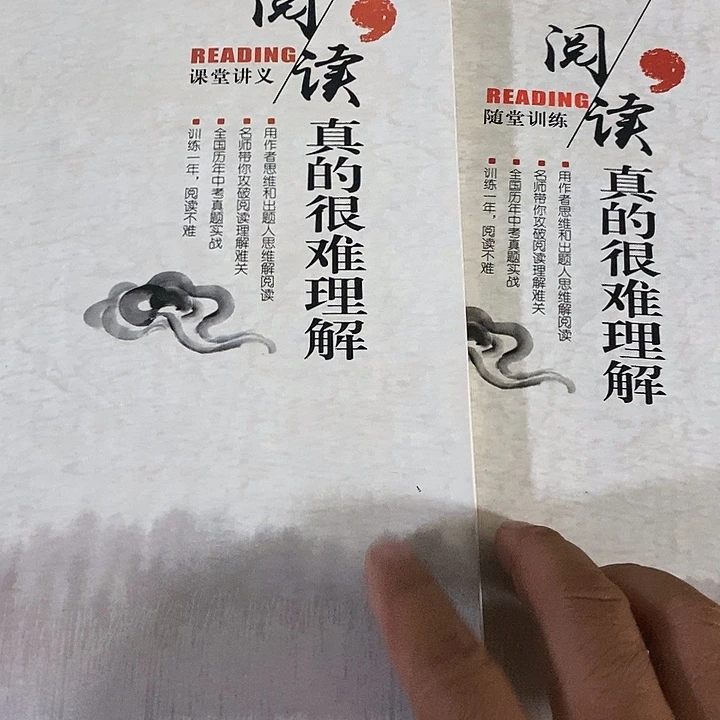 阅读
READING
课堂讲义
真的很难理解
用作者思维和出题人思维解阅读
名师带你攻破阅读理解难关
全国历年中考真题实战
训练一年，阅读不难
阅读
READING
随堂训练
真的很难理解
用作者思维和出题人思维解阅读
名师带你攻破阅读理解难关
全国历年中考真题实战
训练一年，阅读不难